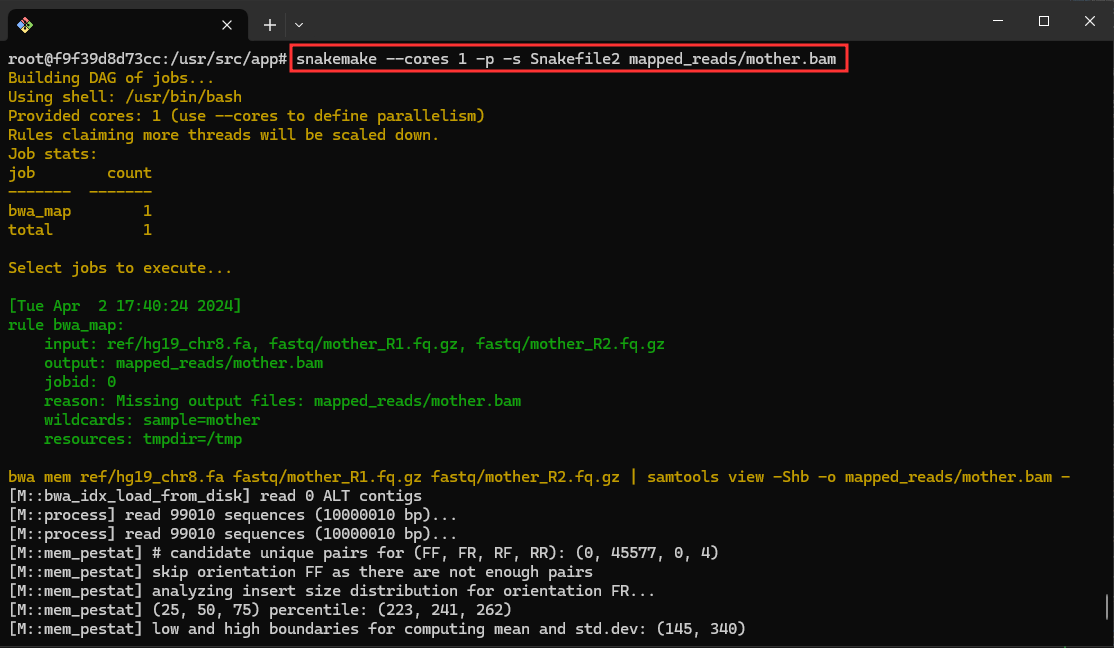 root@f9f39d8d73cc:/usr/src/app# snakemake --cores 1 -p -s Snakefile2 mapped_reads/mother.bam
Building DAG of jobs...
Using shell: /usr/bin/bash
Provided cores: 1 (use --cores to define parallelism)
Rules claiming more threads will be scaled down.
Job stats:
job        count
-------  -------
bwa_map        1
total          1
Select jobs to execute...
[Tue Apr  2 17:40:24 2024]
rule bwa_map:
    input: ref/hg19_chr8.fa, fastq/mother_R1.fq.gz, fastq/mother_R2.fq.gz
    output: mapped_reads/mother.bam
    jobid: 0
    reason: Missing output files: mapped_reads/mother.bam
    wildcards: sample=mother
    resources: tmpdir=/tmp
bwa mem ref/hg19_chr8.fa fastq/mother_R1.fq.gz fastq/mother_R2.fq.gz | samtools view -Shb -o mapped_reads/mother.bam -
[M::bwa_idx_load_from_disk] read 0 ALT contigs
[M::process] read 99010 sequences (10000010 bp)...
[M::process] read 99010 sequences (10000010 bp)...
[M::mem_pestat] # candidate unique pairs for (FF, FR, RF, RR): (0, 45577, 0, 4)
[M::mem_pestat] skip orientation FF as there are not enough pairs
[M::mem_pestat] analyzing insert size distribution for orientation FR...
[M::mem_pestat] (25, 50, 75) percentile: (223, 241, 262)
[M::mem_pestat] low and high boundaries for computing mean and std.dev: (145, 340)